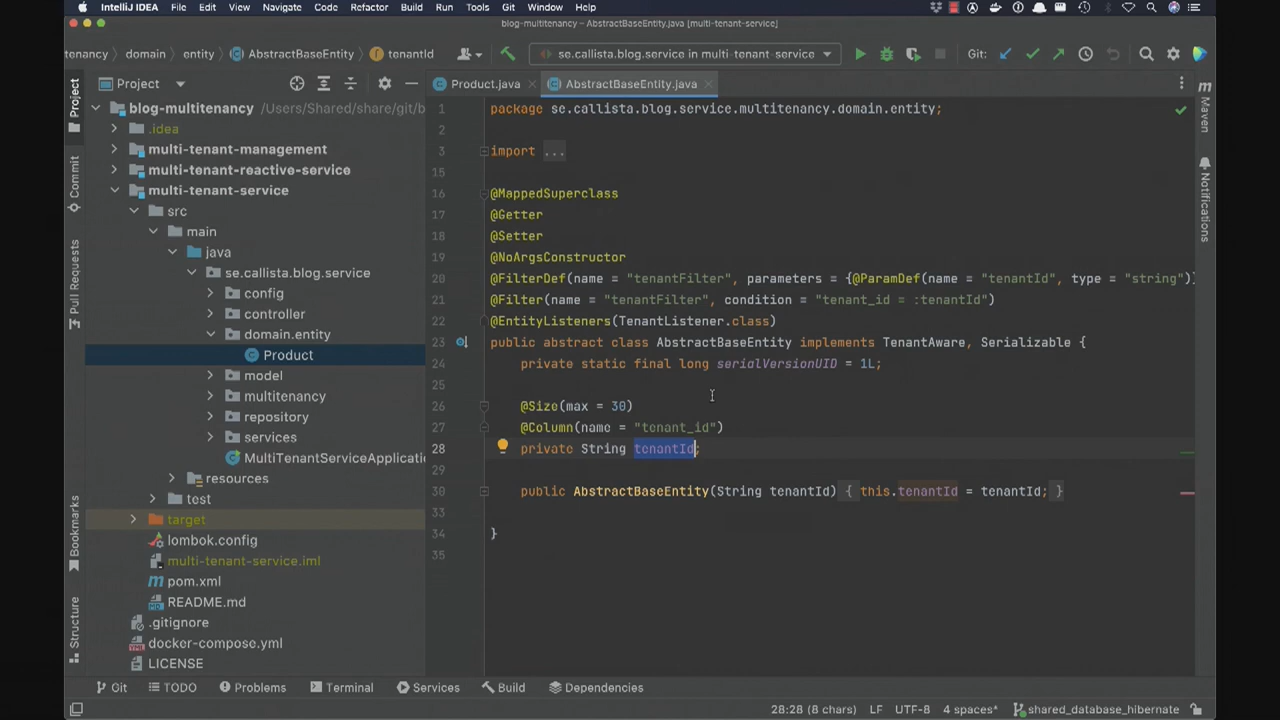 IntelliJ IDEA File Edit View Navigate Code Refactor Build Run Tools Git Window Help
blog-multitenancy – AbstractBaseEntity.java [multi-tenant-service]
tenancy domain entity AbstractBaseEntity tenantId se.callista.blog.service in multi-tenant-service Git:
Project
Product.java
AbstractBaseEntity.java
Project
Commit
Pull Requests
Bookmarks
Structure
blog-multitenancy /Users/Shared/share/git/b
.idea
multi-tenant-management
multi-tenant-reactive-service
multi-tenant-service
src
main
java
se.callista.blog.service
config
controller
domain.entity
Product
model
multitenancy
repository
services
MultiTenantServiceApplicati
resources
test
target
lombok.config
multi-tenant-service.iml
pom.xml
README.md
.gitignore
docker-compose.yml
LICENSE
1 package se.callista.blog.service.multitenancy.domain.entity;
2
3 import ...
15
16 @MappedSuperclass
17 @Getter
18 @Setter
19 @NoArgsConstructor
20 @FilterDef(name = "tenantFilter", parameters = {@ParamDef(name = "tenantId", type = "string")}
21 @Filter(name = "tenantFilter", condition = "tenant_id = :tenantId")
22 @EntityListeners(TenantListener.class)
23 public abstract class AbstractBaseEntity implements TenantAware, Serializable {
24 private static final long serialVersionUID = 1L;
25
26 @Size(max = 30)
27 @Column(name = "tenant_id")
28 private String tenantId;
29
30 public AbstractBaseEntity(String tenantId) { this.tenantId = tenantId; }
33
34 }
35
Maven
Notifications
Git TODO Problems Terminal Services Build Dependencies
28:28 (8 chars) LF UTF-8 4 spaces* shared_database_hibernate